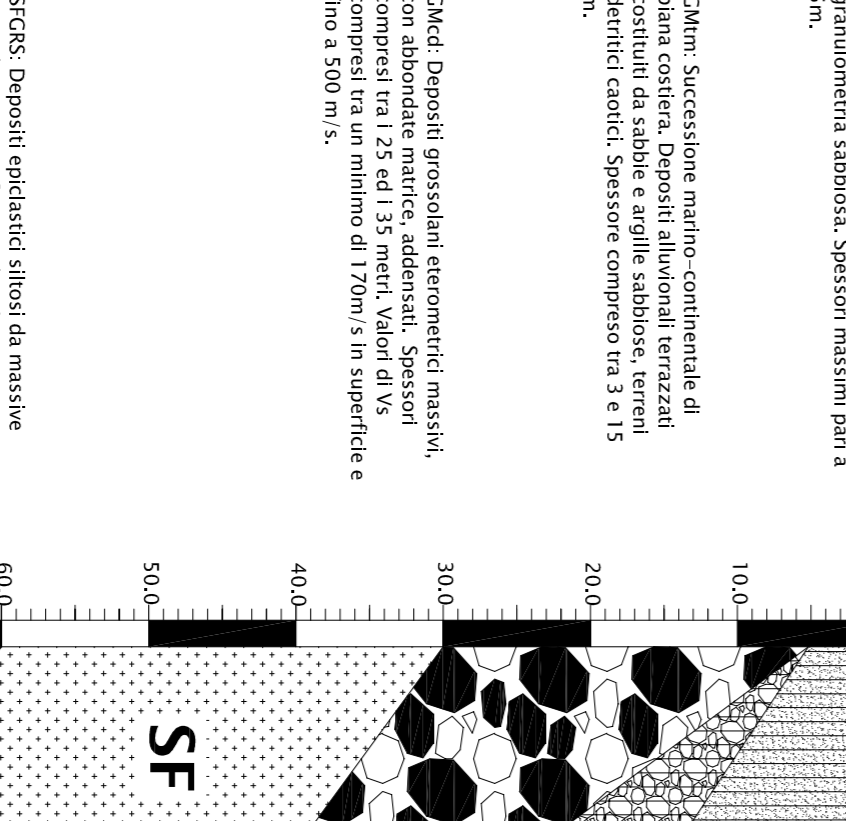 granulometria sabbiosa. Spessori massimi pari a
GMtm: Successione marino-continentale di
piana costiera. Depositi alluvionali terrazzati
costituiti da sabbie e argille sabbiose, terreni
detritici caotici. Spessore compreso tra 3 e 15
m.
GMcd: Depositi grossolani eterometrici massivi,
con abbondate matrice, addensati. Spessori
compresi tra i 25 ed i 35 metri. Valori di Vs
compresi tra un minimo di 170m/s in superficie e
fino a 500 m/s.
SFGRS: Depositi epiclastici siltosi da massive
10.0
20.0
30.0
40.0
50.0
60.0
SF